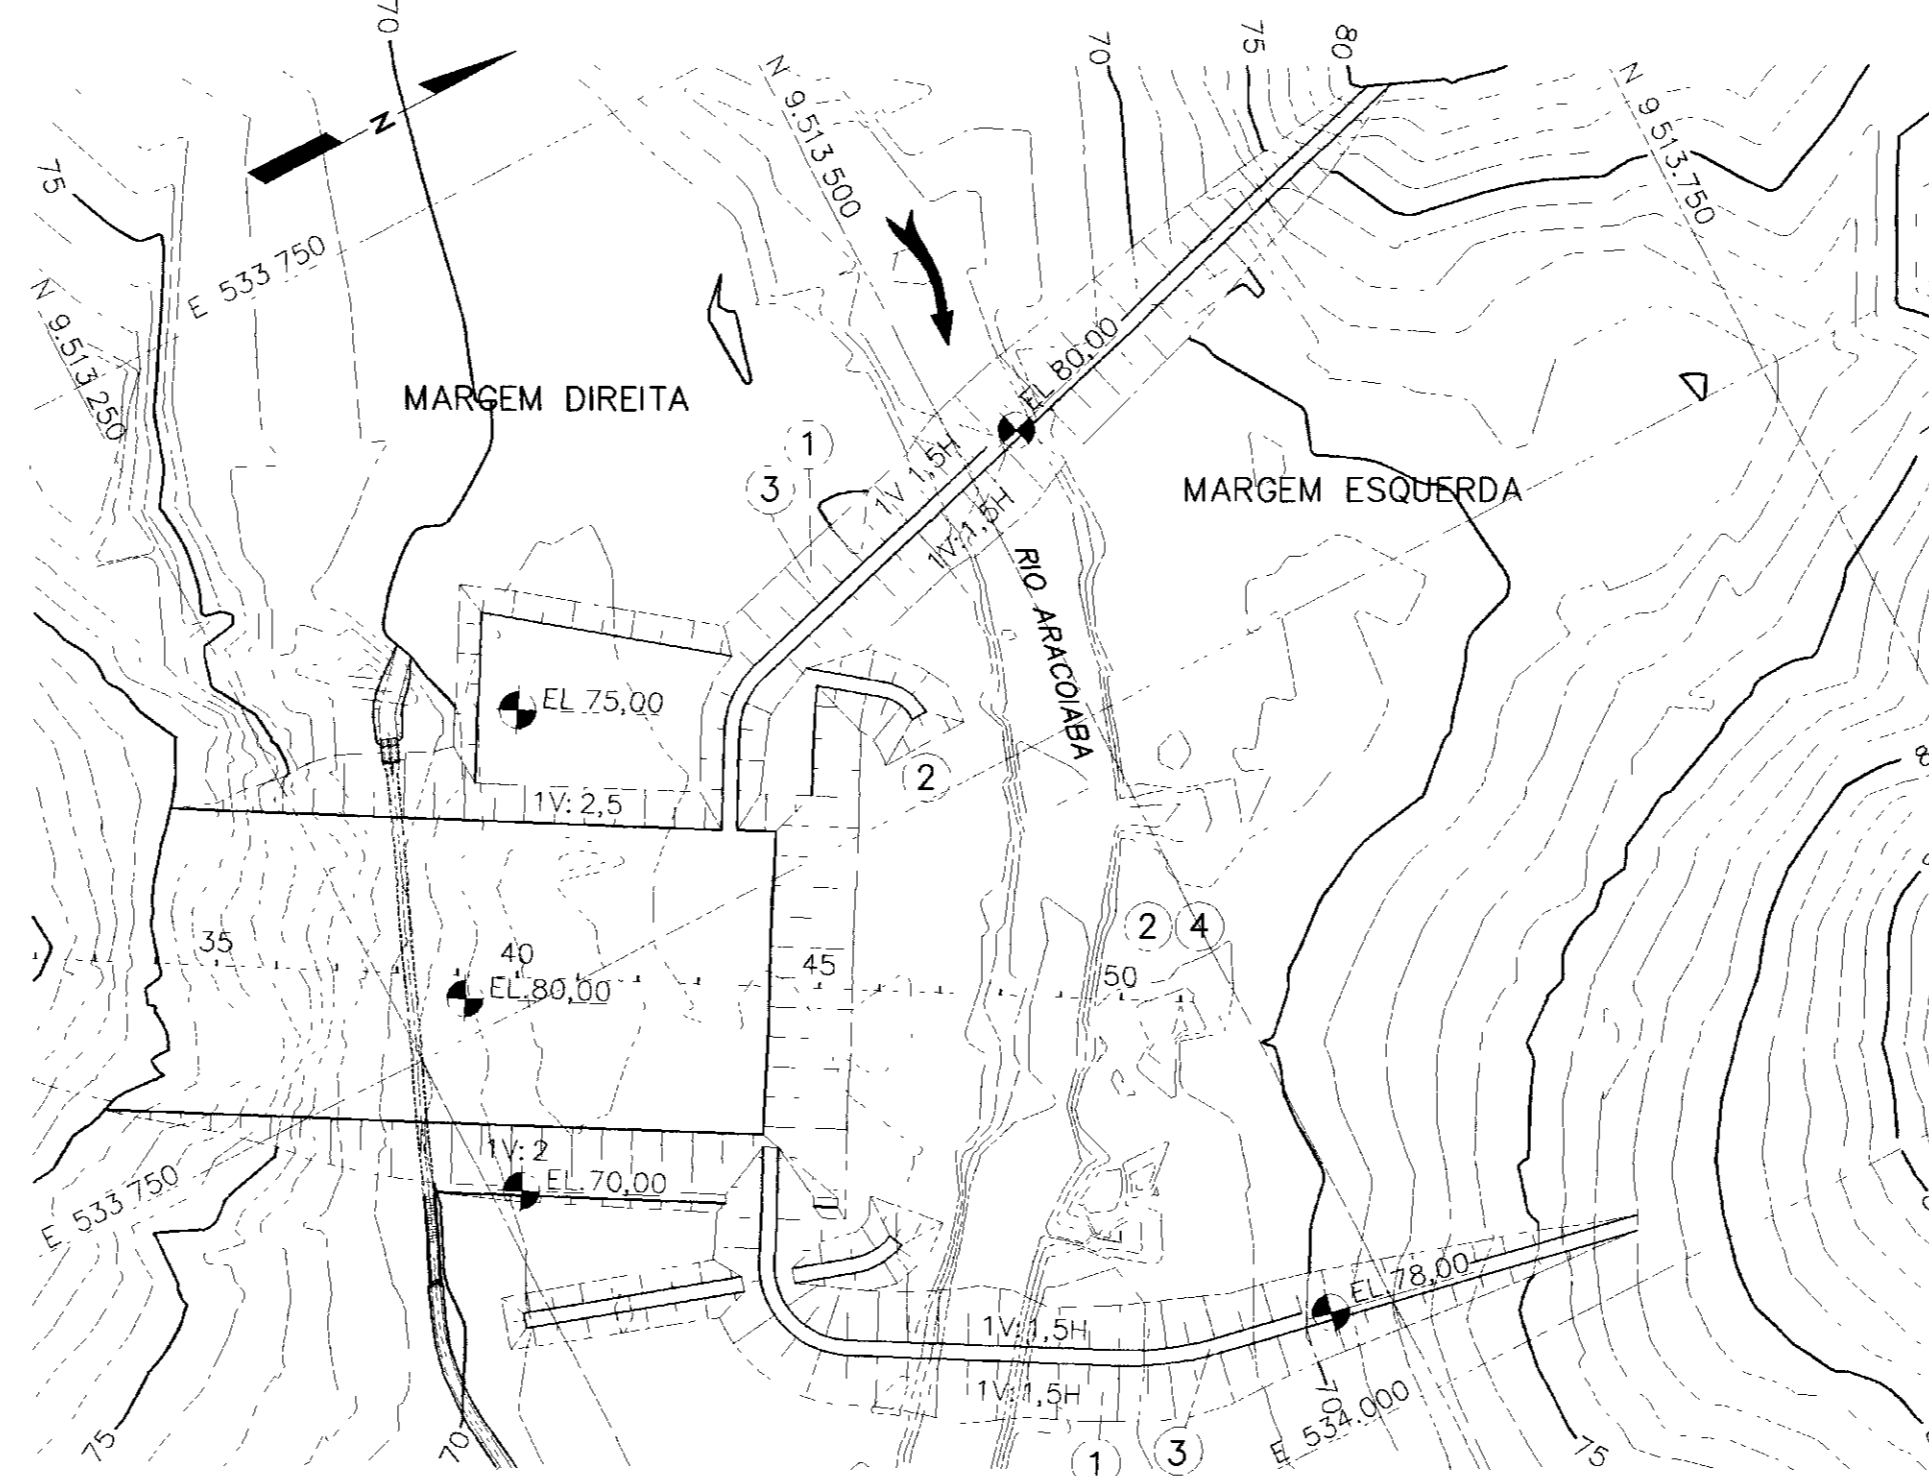 70
70
75
80
N
N 9.513 500
N 9 513.750
75
E 533 750
N 9.513 250
MARGEM DIREITA
EL 80,00
1
3
1V 1,5H
1V:1,5H
MARGEM ESQUERDA
RIO ARACOIABA
EL 75,00
2
1V: 2,5
35
40
45
50
2
4
EL.80,00
1V: 2
EL.70,00
E 533 750
EL 78,00
1V:1,5H
1V:1,5H
70
E 534.000
75
75
70
1
3